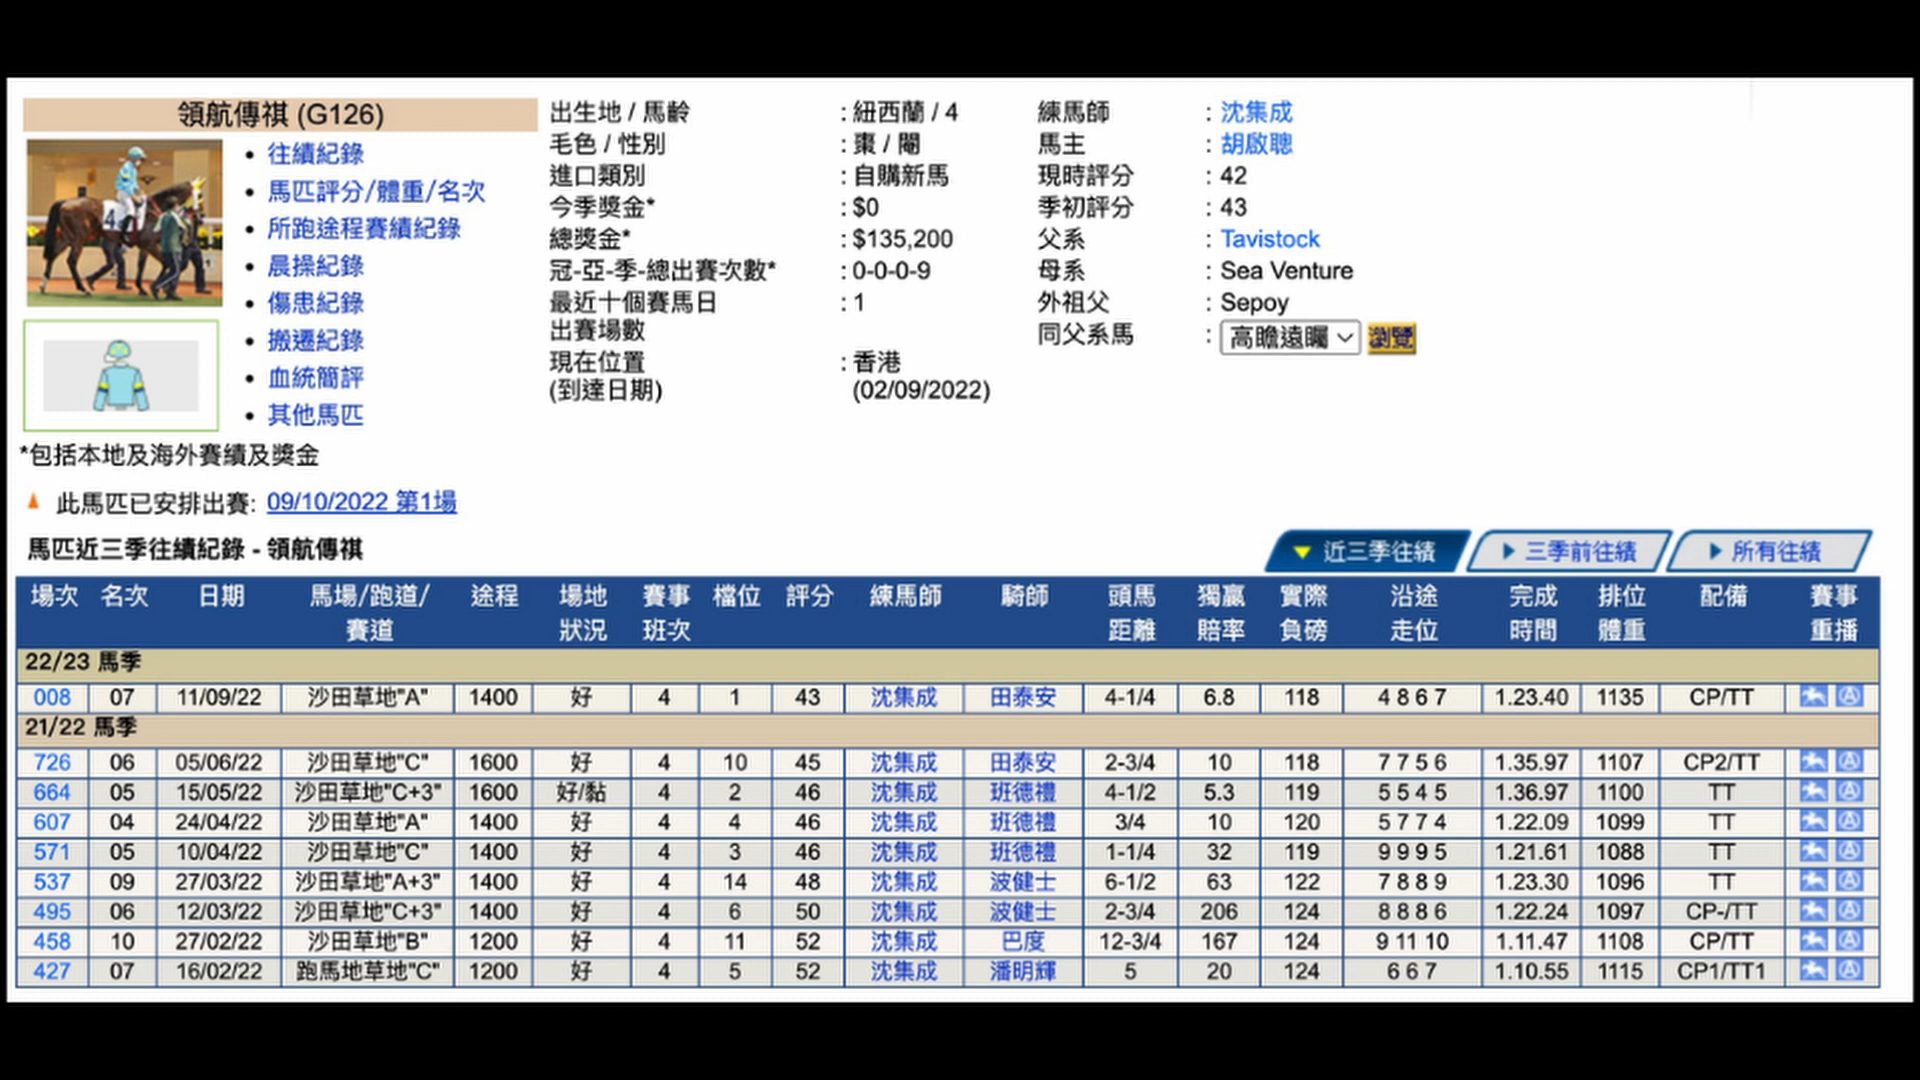 領航傳祺 (G126)
往績紀錄
馬匹評分/體重/名次
所跑途程賽績紀錄
晨操紀錄
傷患紀錄
搬遷紀錄
血統簡評
其他馬匹
出生地 / 馬齡 : 紐西蘭 / 4
毛色 / 性別 : 棗 / 閹
進口類別 : 自購新馬
今季獎金* : $0
總獎金* : $135,200
冠-亞-季-總出賽次數* : 0-0-0-9
最近十個賽馬日 : 1
出賽場數
現在位置 : 香港
(到達日期) (02/09/2022)
練馬師 : 沈集成
馬主 : 胡啟聰
現時評分 : 42
季初評分 : 43
父系 : Tavistock
母系 : Sea Venture
外祖父 : Sepoy
同父系馬 : 高瞻遠矚 瀏覽
*包括本地及海外賽績及獎金
此馬匹已安排出賽: 09/10/2022 第1場
馬匹近三季往績紀錄 - 領航傳祺
近三季往績 三季前往績 所有往績
場次 名次 日期 馬場/跑道/ 途程 場地 賽事 檔位 評分 練馬師 騎師 頭馬 獨贏 實際 沿途 完成 排位 配備 賽事
賽道 狀況 班次 距離 賠率 負磅 走位 時間 體重 重播
22/23 馬季
008 07 11/09/22 沙田草地"A" 1400 好 4 1 43 沈集成 田泰安 4-1/4 6.8 118 4 8 6 7 1.23.40 1135 CP/TT
21/22 馬季
726 06 05/06/22 沙田草地"C" 1600 好 4 10 45 沈集成 田泰安 2-3/4 10 118 7 7 5 6 1.35.97 1107 CP2/TT
664 05 15/05/22 沙田草地"C+3" 1600 好/黏 4 2 46 沈集成 班德禮 4-1/2 5.3 119 5 5 4 5 1.36.97 1100 TT
607 04 24/04/22 沙田草地"A" 1400 好 4 4 46 沈集成 班德禮 3/4 10 120 5 7 7 4 1.22.09 1099 TT
571 05 10/04/22 沙田草地"C" 1400 好 4 3 46 沈集成 班德禮 1-1/4 32 119 9 9 9 5 1.21.61 1088 TT
537 09 27/03/22 沙田草地"A+3" 1400 好 4 14 48 沈集成 波健士 6-1/2 63 122 7 8 8 9 1.23.30 1096 TT
495 06 12/03/22 沙田草地"C+3" 1400 好 4 6 50 沈集成 波健士 2-3/4 206 124 8 8 8 6 1.22.24 1097 CP-/TT
458 10 27/02/22 沙田草地"B" 1200 好 4 11 52 沈集成 巴度 12-3/4 167 124 9 11 10 1.11.47 1108 CP/TT
427 07 16/02/22 跑馬地草地"C" 1200 好 4 5 52 沈集成 潘明輝 5 20 124 6 6 7 1.10.55 1115 CP1/TT1